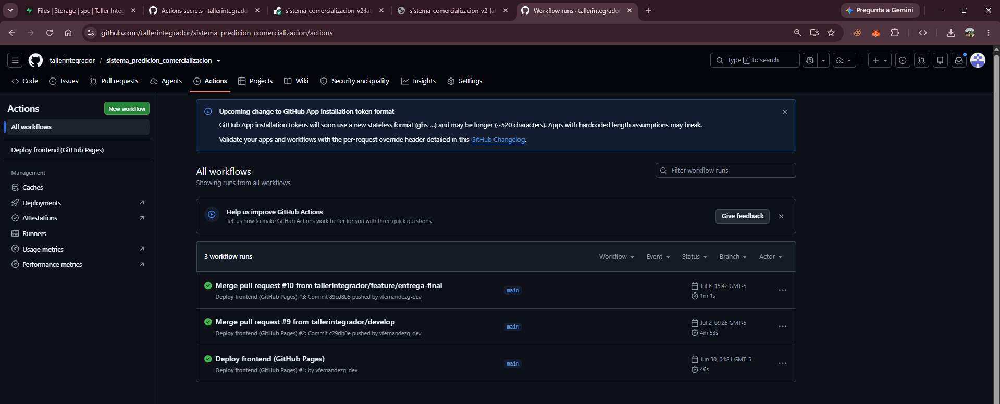 Files | Storage | spc | Taller Integ
Actions secrets · tallerintegrado
sistema_comercializacion_v2:lat
sistema-comercializacion-v2-lat
Workflow runs · tallerintegrador
Pregunta a Gemini
github.com/tallerintegrador/sistema_predicion_comercializacion/actions
tallerintegrador / sistema_predicion_comercializacion
Type / to search
Code
Issues
Pull requests
Agents
Actions
Projects
Wiki
Security and quality
Insights
Settings
Actions
New workflow
All workflows
Deploy frontend (GitHub Pages)
Management
Caches
Deployments
Attestations
Runners
Usage metrics
Performance metrics
Upcoming change to GitHub App installation token format
GitHub App installation tokens will soon use a new stateless format (ghs_...) and may be longer (~520 characters). Apps with hardcoded length assumptions may break.
Validate your apps and workflows with the per-request override header detailed in this GitHub Changelog.
All workflows
Showing runs from all workflows
Filter workflow runs
Help us improve GitHub Actions
Tell us how to make GitHub Actions work better for you with three quick questions.
Give feedback
3 workflow runs
Workflow
Event
Status
Branch
Actor
Merge pull request #10 from tallerintegrador/feature/entrega-final
Deploy frontend (GitHub Pages) #3: Commit 89cd8b5 pushed by vfernandezg-dev
main
Jul 6, 15:42 GMT-5
1m 1s
Merge pull request #9 from tallerintegrador/develop
Deploy frontend (GitHub Pages) #2: Commit c29db0e pushed by vfernandezg-dev
main
Jul 2, 09:25 GMT-5
4m 53s
Deploy frontend (GitHub Pages)
Deploy frontend (GitHub Pages) #1: by vfernandezg-dev
main
Jun 30, 04:21 GMT-5
46s